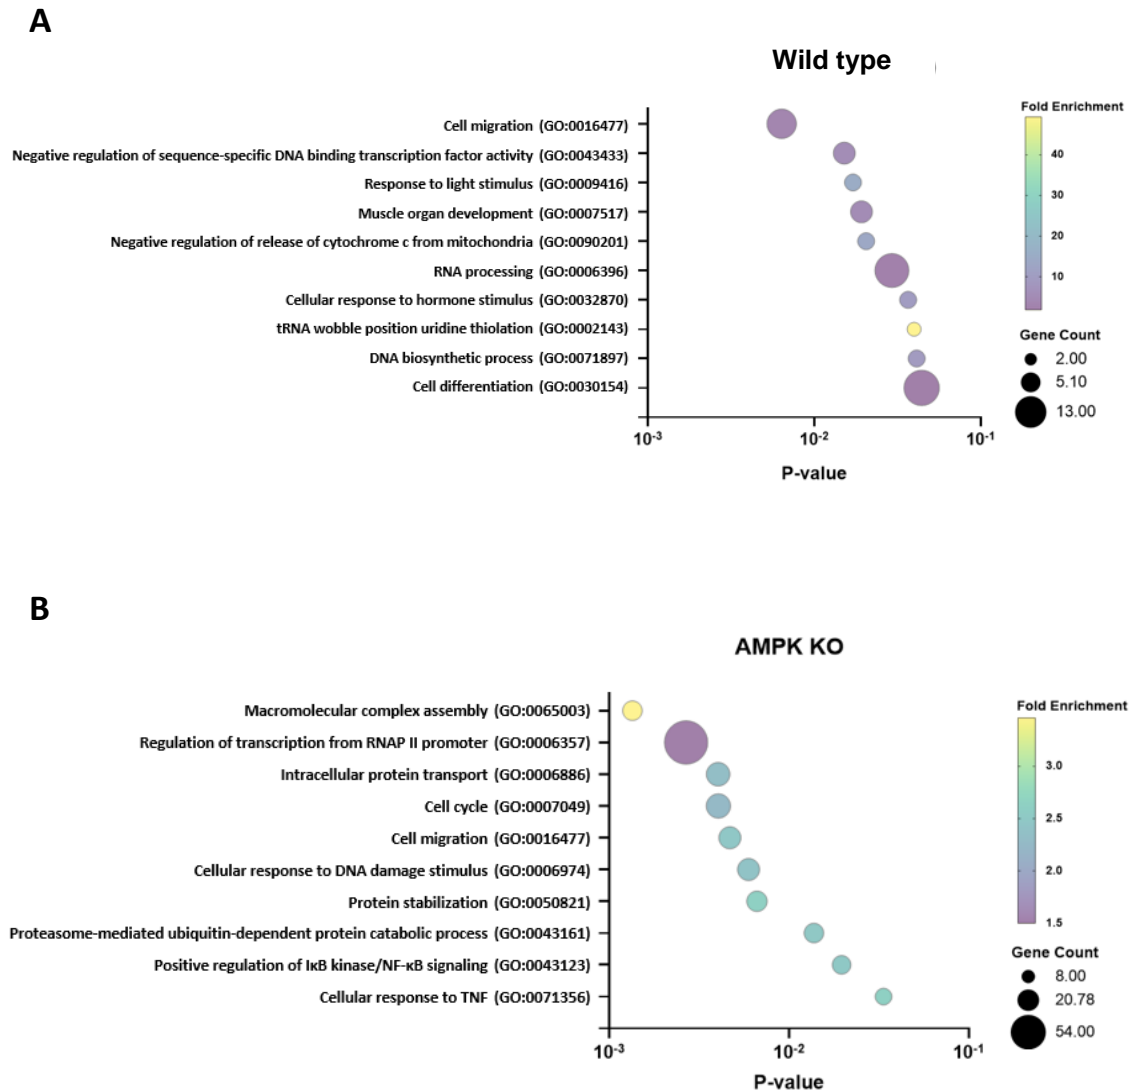 A
Wild type
Fold Enrichment
Cell migration (GO:0016477)
Negative regulation of sequence-specific DNA binding transcription factor activity (GO:0043433)
Response to light stimulus (GO:0009416)
Muscle organ development (GO:0007517)
Negative regulation of release of cytochrome c from mitochondria (GO:0090201)
RNA processing (GO:0006396)
Cellular response to hormone stimulus (GO:0032870)
tRNA wobble position uridine thiolation (GO:0002143)
DNA biosynthetic process (GO:0071897)
Cell differentiation (GO:0030154)
40
30
20
10
Gene Count
2.00
5.10
13.00
10-3
10-2
10-1
P-value
B
AMPK KO
Fold Enrichment
Macromolecular complex assembly (GO:0065003)
Regulation of transcription from RNAP II promoter (GO:0006357)
Intracellular protein transport (GO:0006886)
Cell cycle (GO:0007049)
Cell migration (GO:0016477)
Cellular response to DNA damage stimulus (GO:0006974)
Protein stabilization (GO:0050821)
Proteasome-mediated ubiquitin-dependent protein catabolic process (GO:0043161)
Positive regulation of IκB kinase/NF-κB signaling (GO:0043123)
Cellular response to TNF (GO:0071356)
3.0
2.5
2.0
1.5
Gene Count
8.00
20.78
54.00
10-3
10-2
10-1
P-value